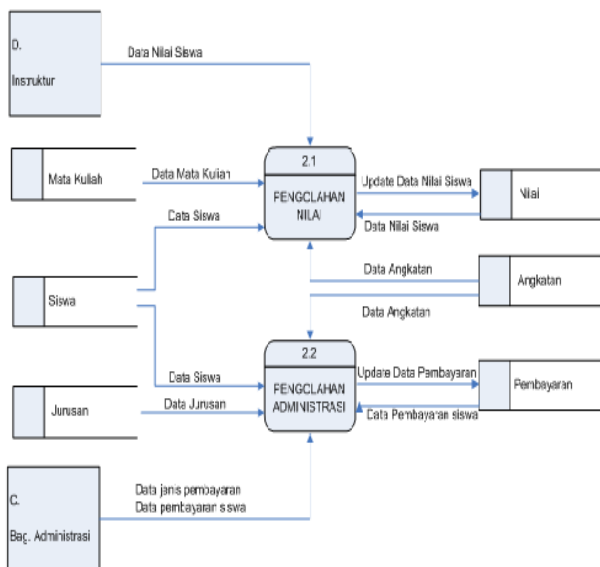 D.
Instruktur
Data Nilai Siswa
Mata Kuliah
Data Mata Kuliah
2.1
PENGOLAHAN
NILAI
Update Data Nilai Siswa
Data Nilai Siswa
Nilai
Data Siswa
Siswa
Data Angkatan
Data Angkatan
Angkatan
2.2
PENGOLAHAN
ADMINISTRASI
Data Siswa
Jurusan
Data Jurusan
Update Data Pembayaran
Data Pembayaran siswa
Pembayaran
C.
Bag. Administrasi
Data jenis pembayaran
Data pembayaran siswa